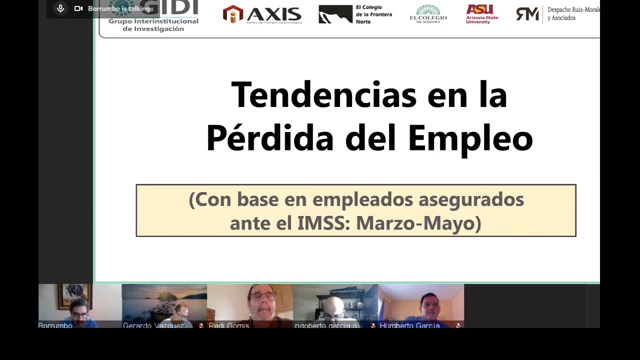 Borrumbo is talking
GIDI
Grupo Interinstitucional
de Investigación
AXIS
El Colegio
de la Frontera
Norte
EL COLEGIO
DE SONORA
ASU
Arizona State
University
RM
Despacho Ruiz-Morale
y Asociados
Tendencias en la
Pérdida del Empleo
(Con base en empleados asegurados
ante el IMSS: Marzo-Mayo)
Borrumbo
Gerardo Vazquez
Redi Gomis
rigoberto garcía o
Humberto García